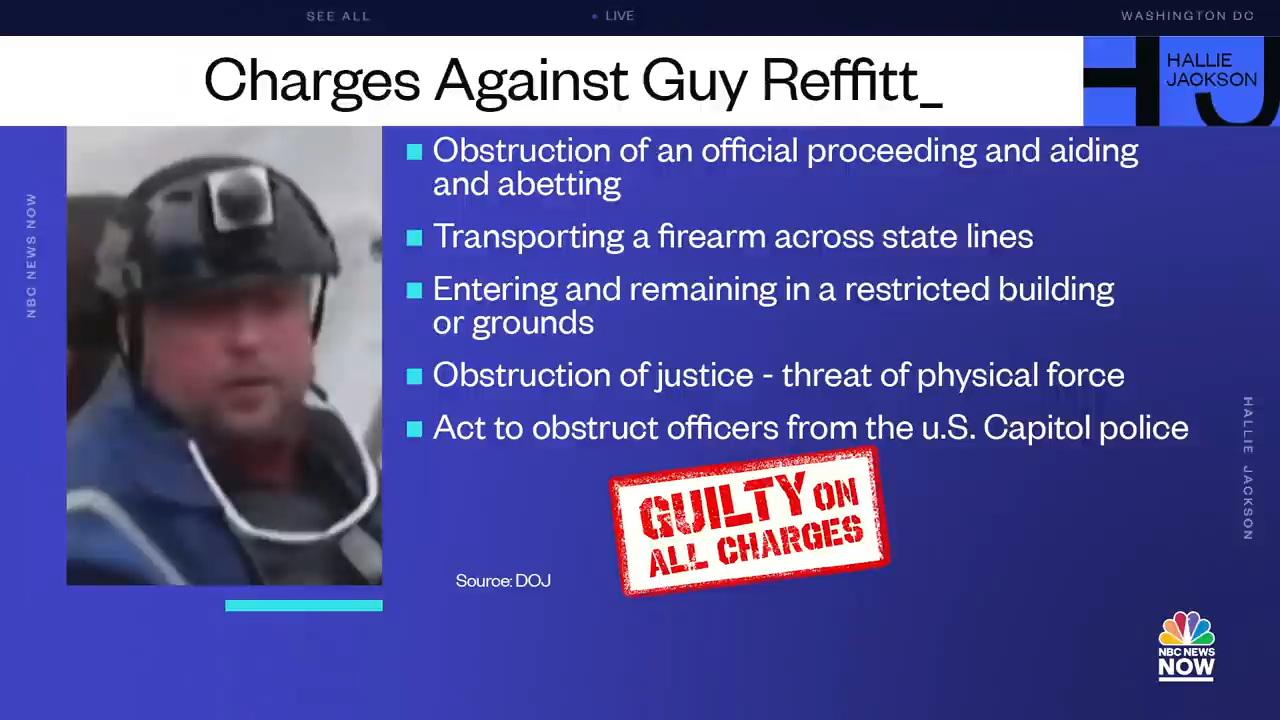 SEE ALL
LIVE
WASHINGTON DC
Charges Against Guy Reffitt_
HALLIE
JACKSON
NBC NEWS NOW
Obstruction of an official proceeding and aiding
and abetting
Transporting a firearm across state lines
Entering and remaining in a restricted building
or grounds
Obstruction of justice - threat of physical force
Act to obstruct officers from the u.S. Capitol police
GUILTY ON
ALL CHARGES
Source: DOJ
HALLIE JACKSON
NBC NEWS
NOW